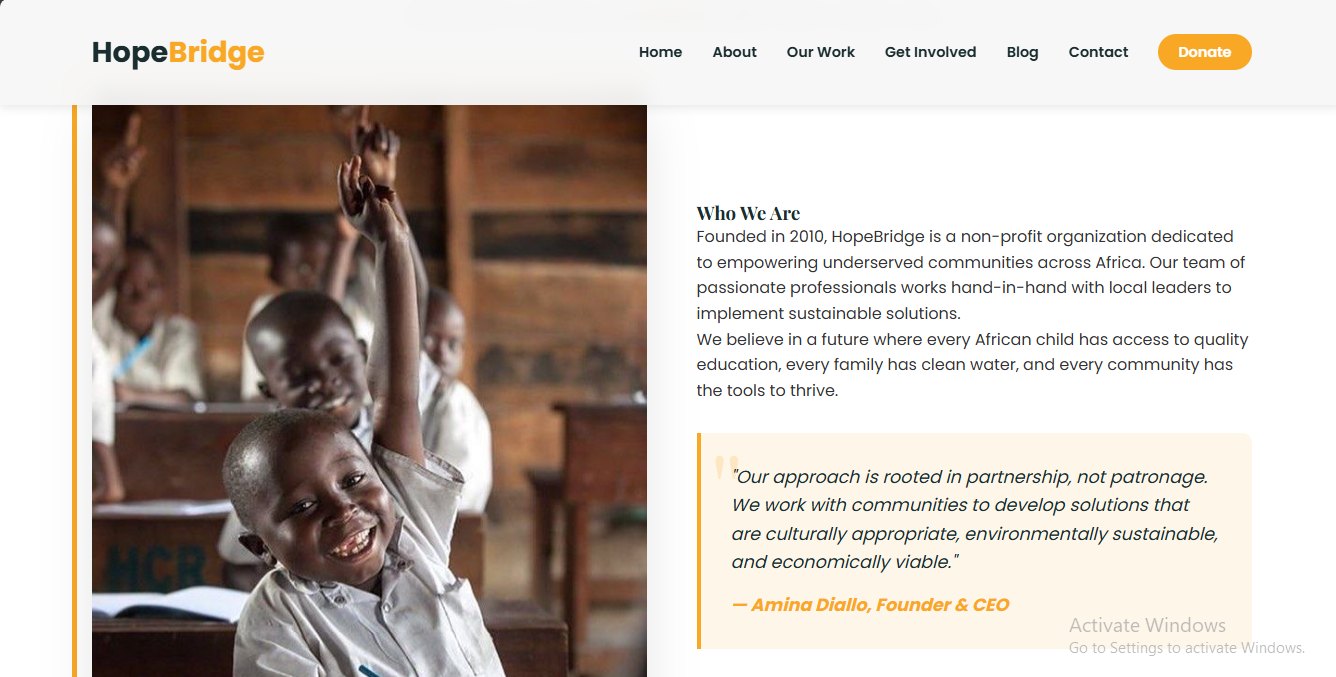 HopeBridge
Home About Our Work Get Involved Blog Contact Donate
HCR
Who We Are
Founded in 2010, HopeBridge is a non-profit organization dedicated
to empowering underserved communities across Africa. Our team of
passionate professionals works hand-in-hand with local leaders to
implement sustainable solutions.
We believe in a future where every African child has access to quality
education, every family has clean water, and every community has
the tools to thrive.
"
"Our approach is rooted in partnership, not patronage.
We work with communities to develop solutions that
are culturally appropriate, environmentally sustainable,
and economically viable."
— Amina Diallo, Founder & CEO
Activate Windows
Go to Settings to activate Windows.